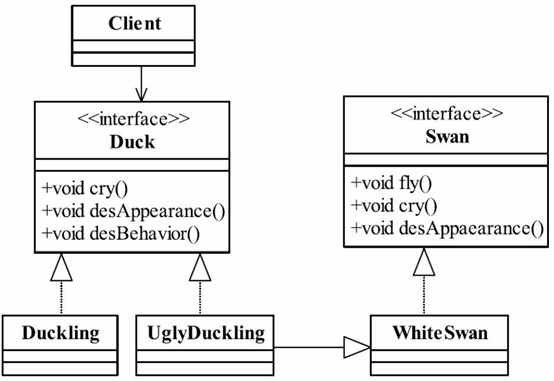 Client
<<interface>>
Duck
+void cry()
+void desAppearance()
+void desBehavior()
<<interface>>
Swan
+void fly()
+void cry()
+void desAppaearance()
Duckling
UglyDuckling
WhiteSwan